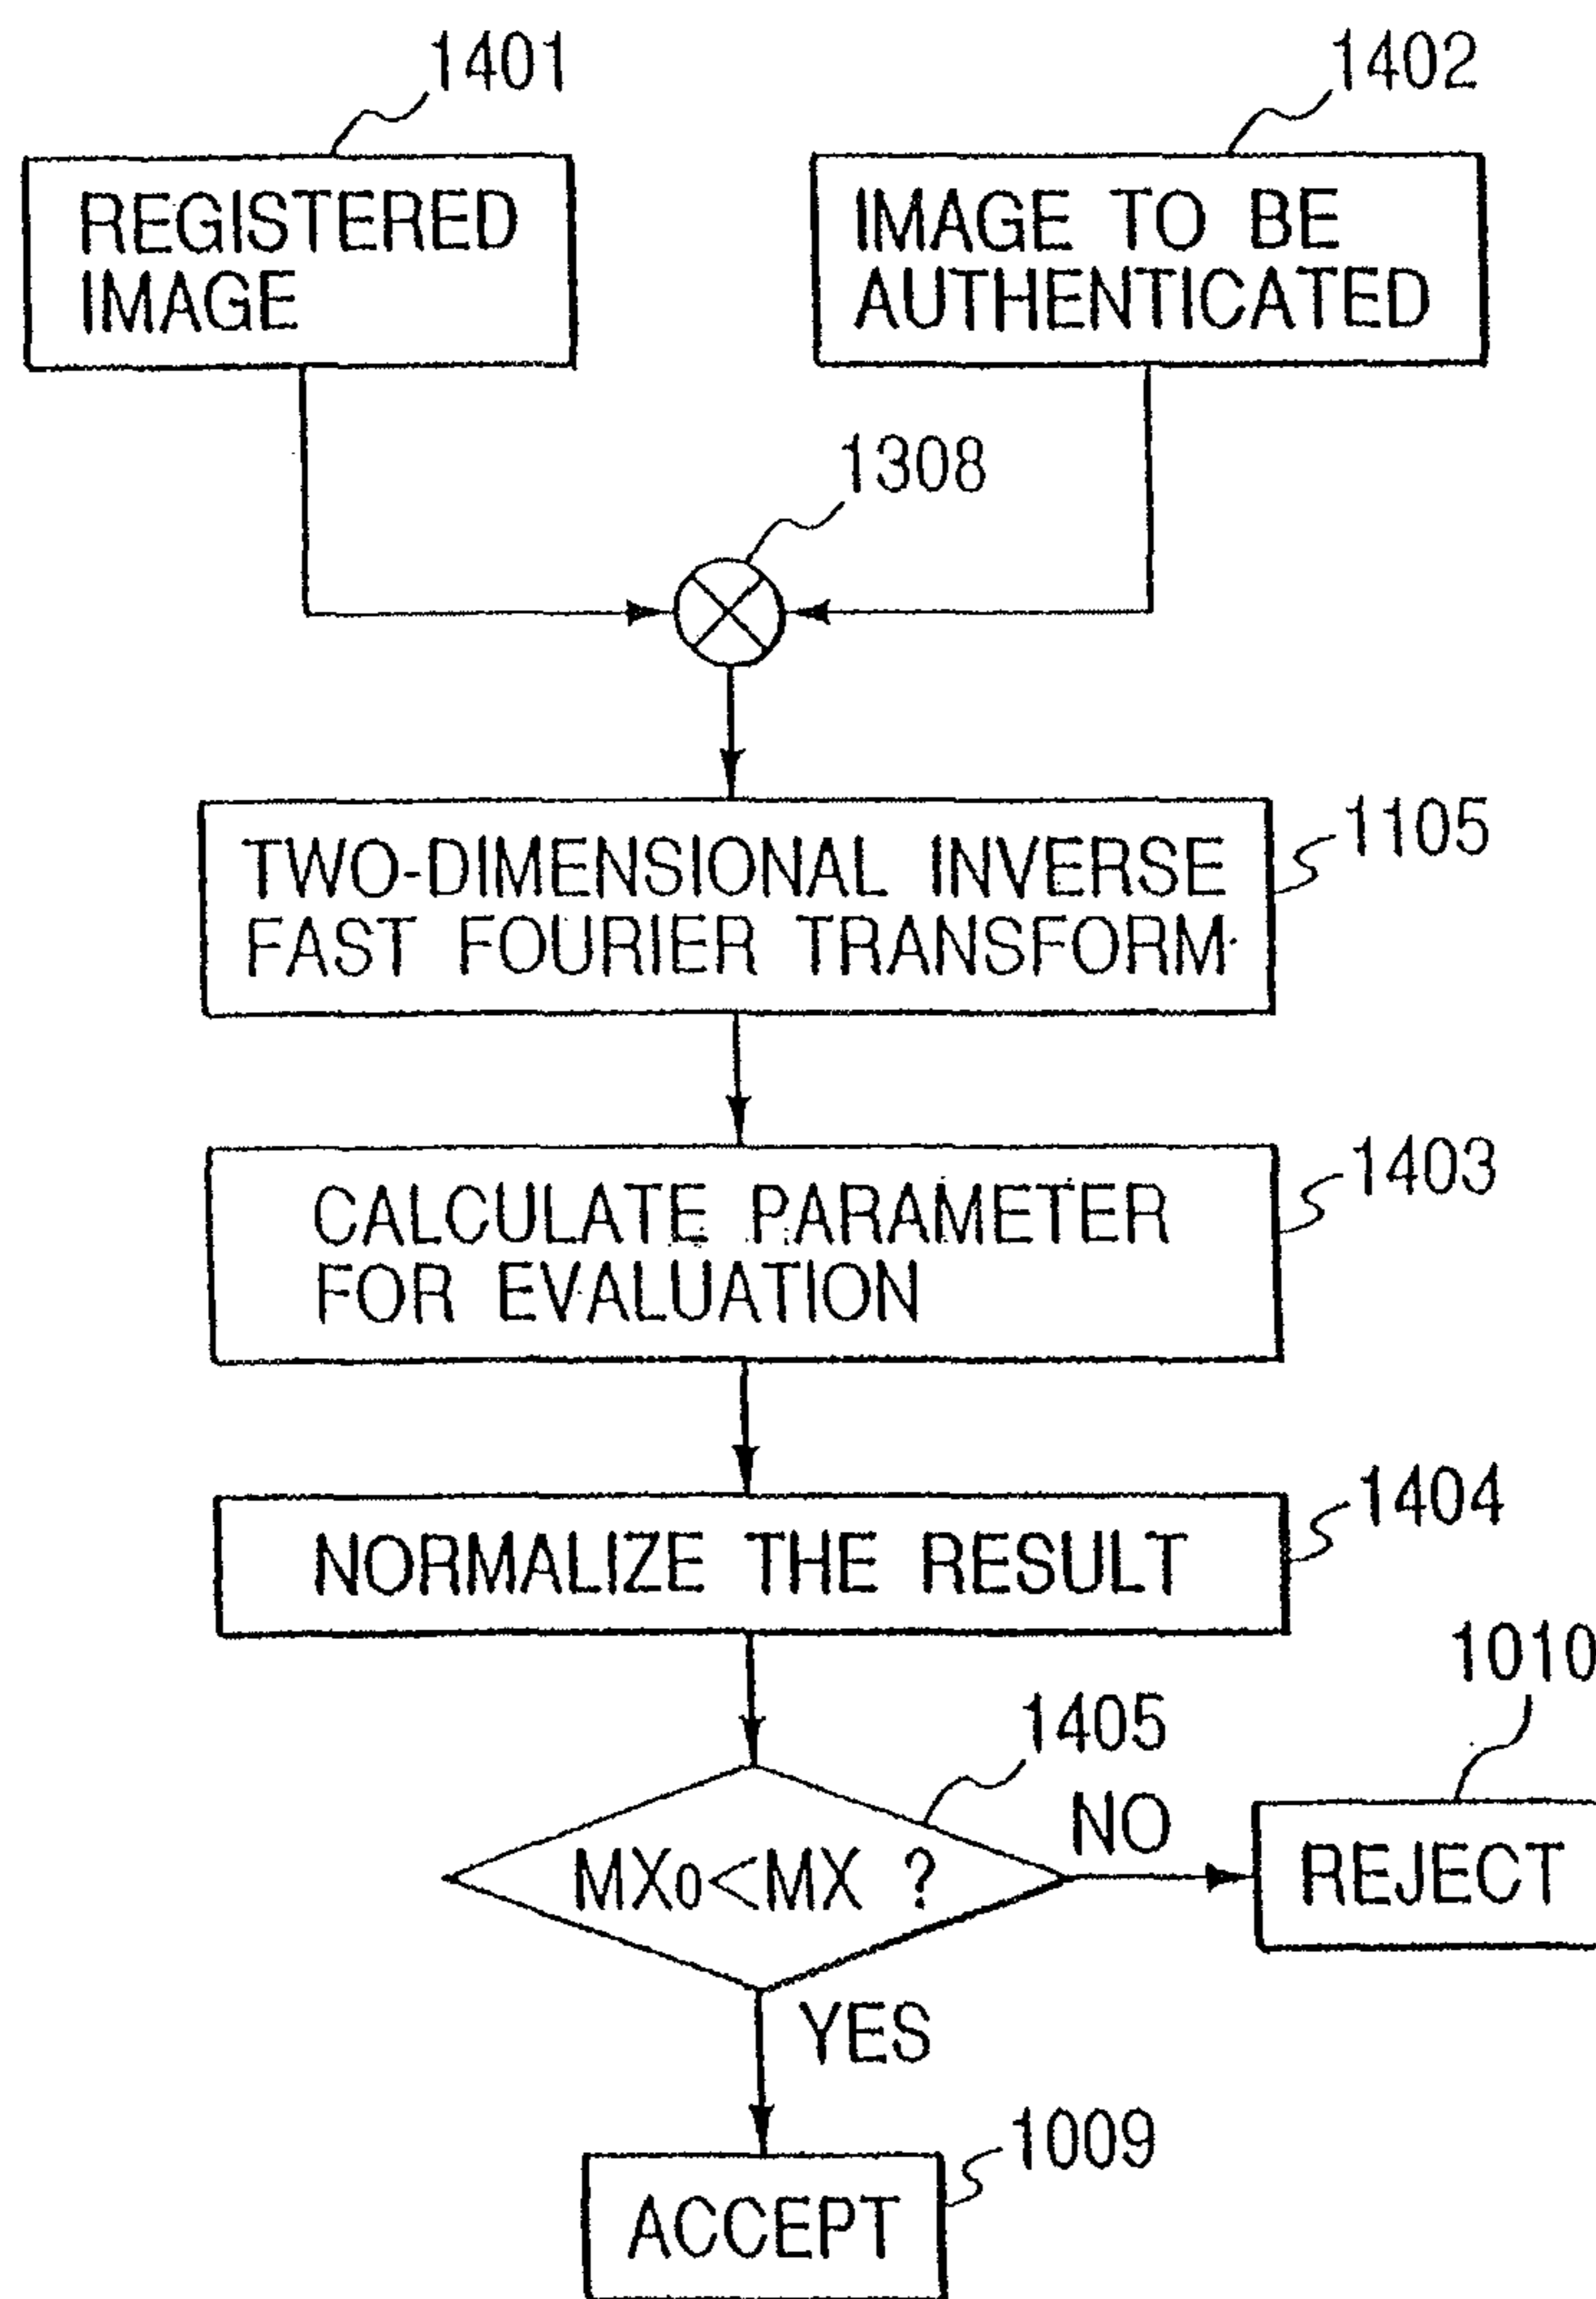 1401
1402
REGISTERED
IMAGE
IMAGE TO BE
AUTHENTICATED
1308
TWO-DIMENSIONAL INVERSE
FAST FOURIER TRANSFORM
1105
CALCULATE PARAMETER
FOR EVALUATION
1403
NORMALIZE THE RESULT
1404
1010
1405
MX0<MX ?
NO
REJECT
YES
1009
ACCEPT